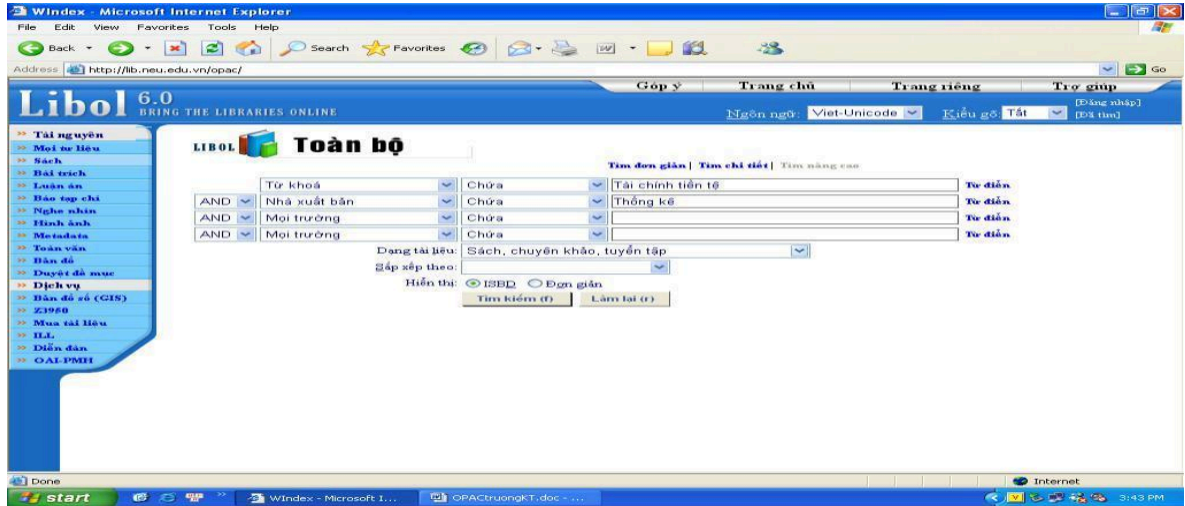 WIndex - Microsoft Internet Explorer
File Edit View Favorites Tools Help
Back Search Favorites
Address http://lib.neu.edu.vn/opac/ Go
Góp ý Trang chủ Trang riêng Trợ giúp
Libol 6.0
BRING THE LIBRARIES ONLINE
Ngôn ngữ: Viet-Unicode Kiểu gõ: Tắt [Đăng nhập]
[Đã tìm]
Tài nguyên
Mọi tư liệu
Sách
Bài trích
Luận án
Báo tạp chí
Nghe nhìn
Hình ảnh
Metadata
Toàn văn
Bản đồ
Duyệt đề mục
Dịch vụ
Bản đồ số (GIS)
Z3950
Mua tài liệu
ILL
Diễn đàn
OAI-PMH
LIBOL Toàn bộ
Tìm đơn giản| Tìm chi tiết| Tìm nâng cao
Từ khoá Chứa Tài chính tiền tệ Từ điển
AND Nhà xuất bản Chứa Thống kê Từ điển
AND Mọi trường Chứa Từ điển
AND Mọi trường Chứa Từ điển
Dạng tài liệu: Sách, chuyên khảo, tuyển tập
Sắp xếp theo:
Hiển thị: ISBD Đơn giản
Tìm kiếm (f) Làm lại (r)
Done Internet
start WIndex - Microsoft I... OPACtruongKT.doc - ... 3:43 PM